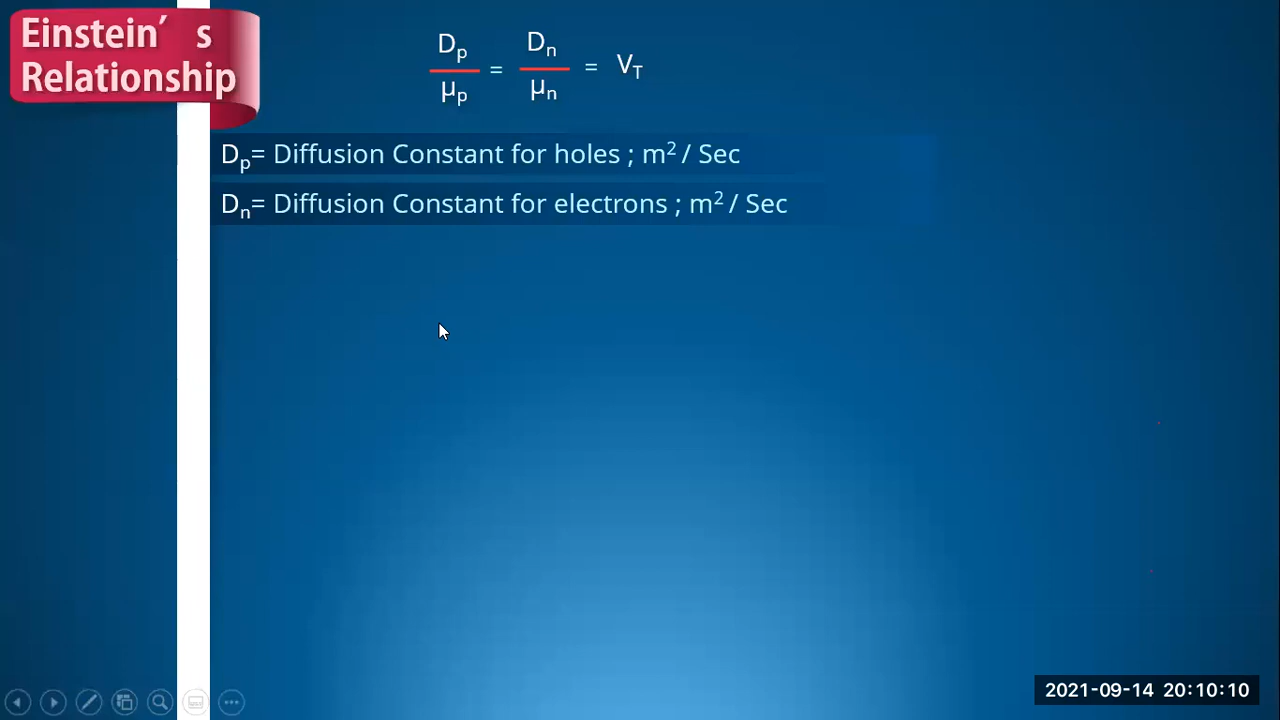 Einstein’ s
Relationship
Dp/μp = Dn/μn = VT
Dp= Diffusion Constant for holes ; m² / Sec
Dn= Diffusion Constant for electrons ; m² / Sec
2021-09-14 20:10:10